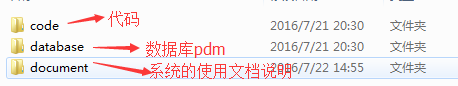 code 代码 2016/7/21 20:30 文件夹
database 数据库pdm 2016/7/21 20:30 文件夹
document 系统的使用文档说明 2016/7/22 14:55 文件夹